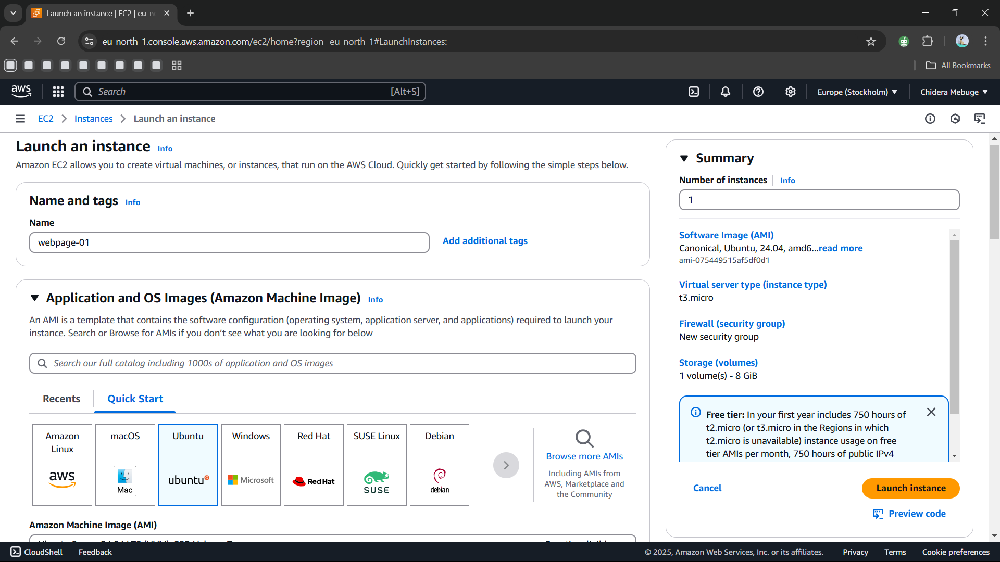 Launch an instance | EC2 | eu-n
eu-north-1.console.aws.amazon.com/ec2/home?region=eu-north-1#LaunchInstances:
All Bookmarks
aws
Search
[Alt+S]
Europe (Stockholm)
Chidera Mebuge
EC2
Instances
Launch an instance
Launch an instance Info
Amazon EC2 allows you to create virtual machines, or instances, that run on the AWS Cloud. Quickly get started by following the simple steps below.
Name and tags Info
Name
webpage-01
Add additional tags
Application and OS Images (Amazon Machine Image) Info
An AMI is a template that contains the software configuration (operating system, application server, and applications) required to launch your
instance. Search or Browse for AMIs if you don’t see what you are looking for below
Search our full catalog including 1000s of application and OS images
Recents
Quick Start
Amazon
Linux
aws
macOS
Mac
Ubuntu
ubuntu
Windows
Microsoft
Red Hat
Red Hat
SUSE Linux
SUSE
Debian
debian
Browse more AMIs
Including AMIs from
AWS, Marketplace and
the Community
Amazon Machine Image (AMI)
Summary
Number of instances Info
1
Software Image (AMI)
Canonical, Ubuntu, 24.04, amd6...read more
ami-075449515af5df0d1
Virtual server type (instance type)
t3.micro
Firewall (security group)
New security group
Storage (volumes)
1 volume(s) - 8 GiB
Free tier: In your first year includes 750 hours of
t2.micro (or t3.micro in the Regions in which
t2.micro is unavailable) instance usage on free
tier AMIs per month, 750 hours of public IPv4
Cancel
Launch instance
Preview code
CloudShell
Feedback
© 2025, Amazon Web Services, Inc. or its affiliates.
Privacy
Terms
Cookie preferences